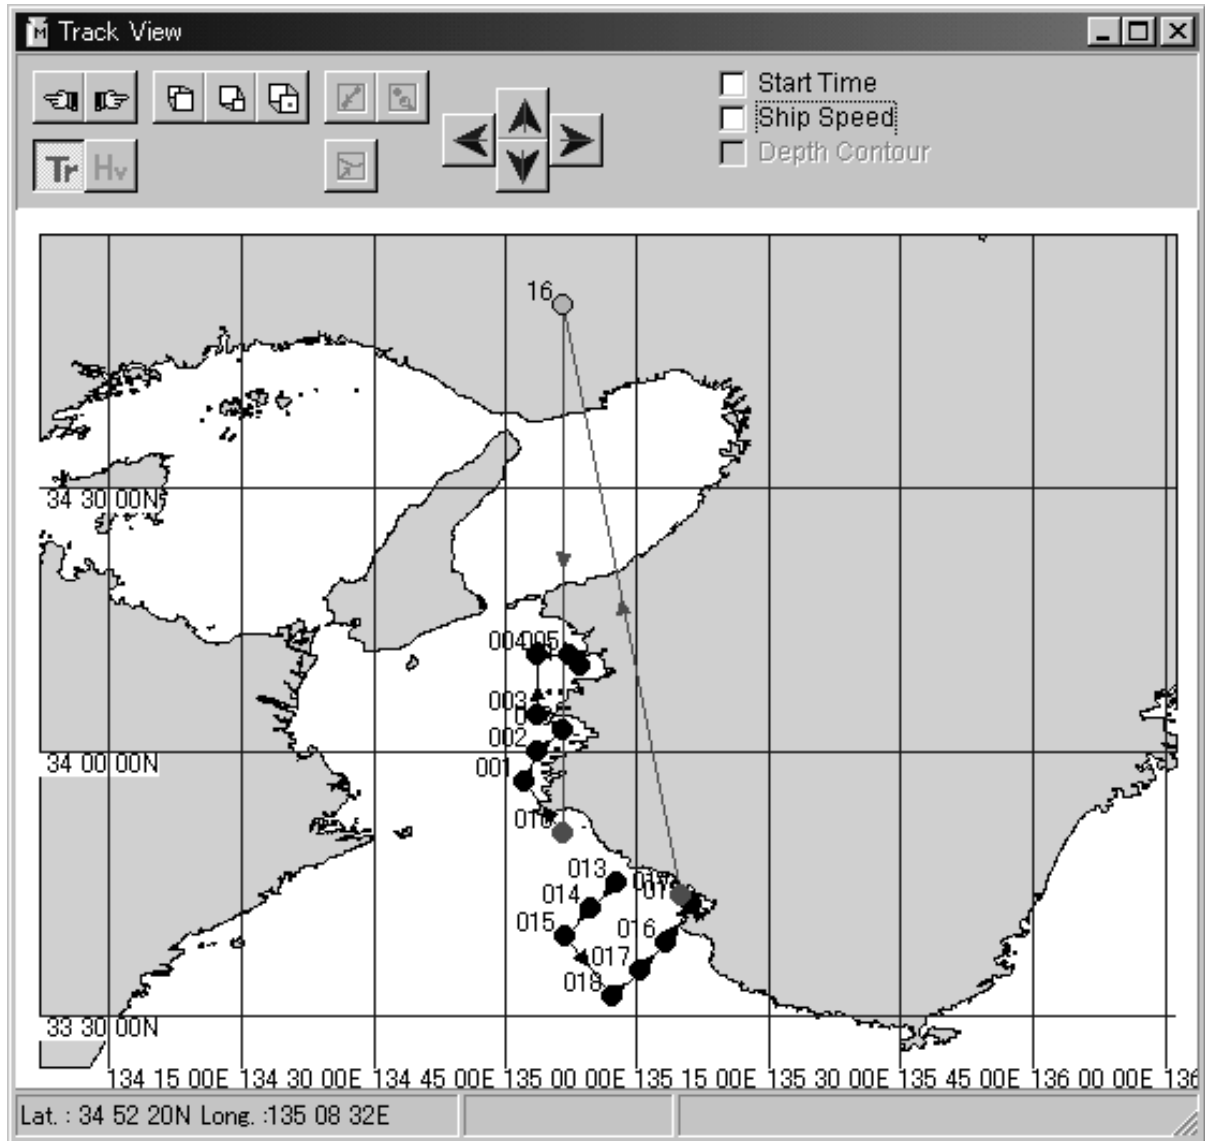 Track View
Start Time
Ship Speed
Depth Contour
Tr Hv
16
34 30 00N
004005
003
002
34 00 00N
001
010
013
014
015
016
017
018
33 30 00N
134 15 00E 134 30 00E 134 45 00E 135 00 00E 135 15 00E 135 30 00E 135 45 00E 136 00 00E 136
Lat. : 34 52 20N Long. :135 08 32E